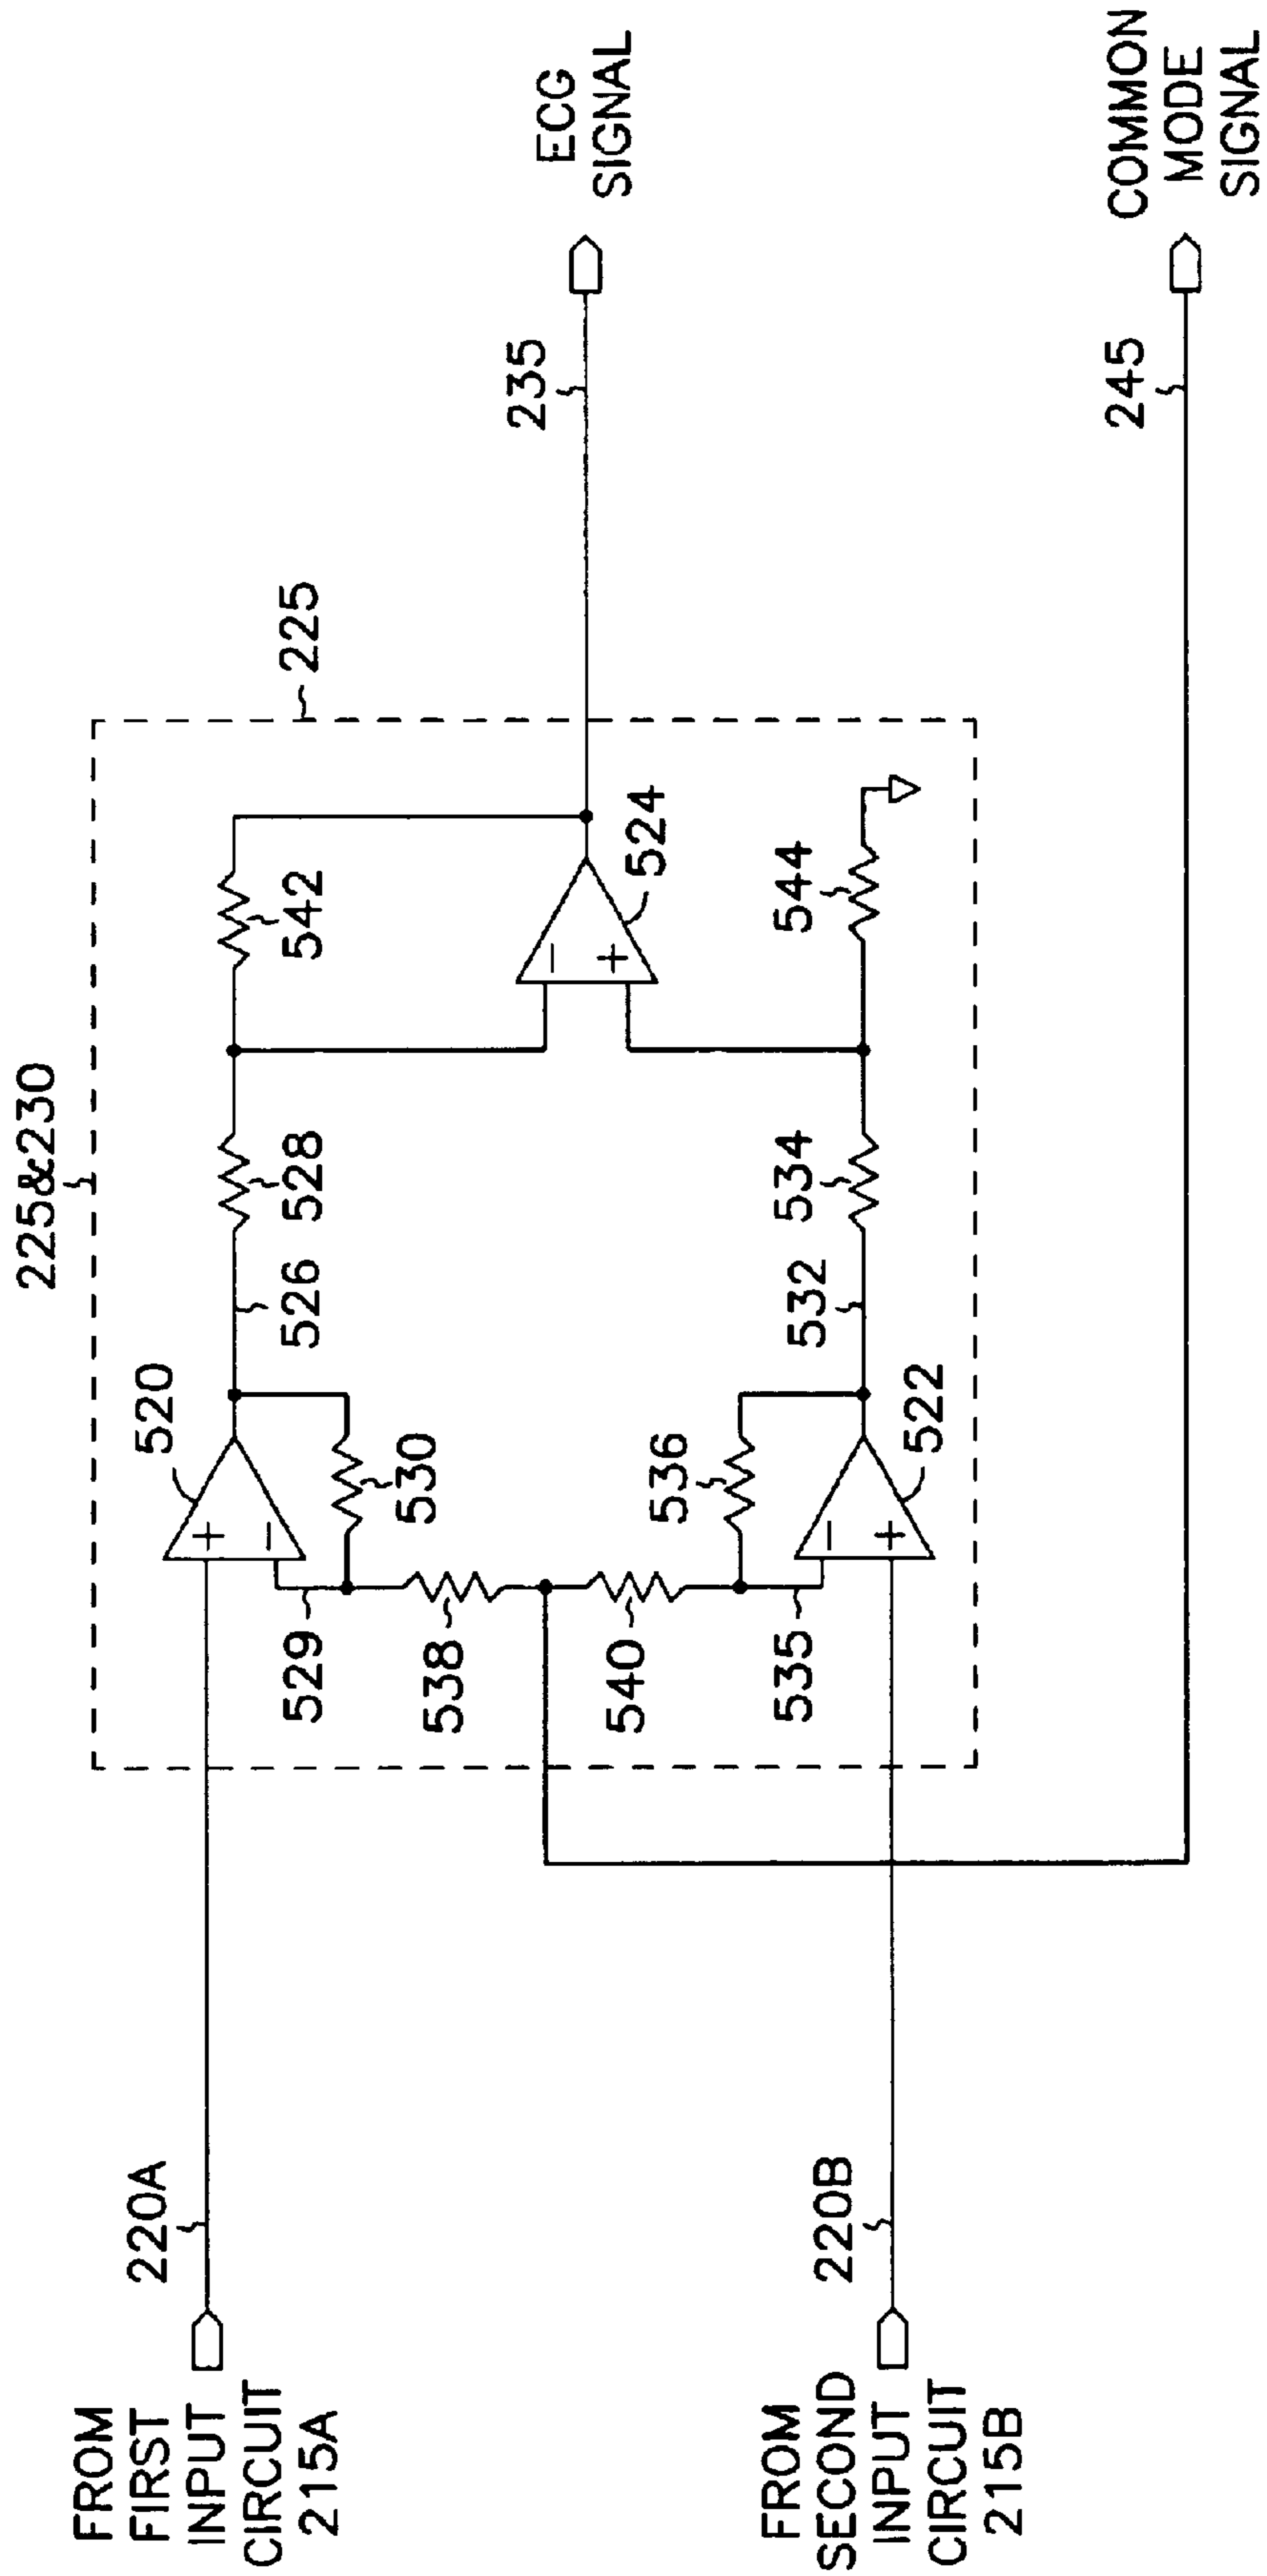 225&230
225
FROM
FIRST
INPUT
CIRCUIT
215A
220A
520
+
−
529
530
526
528
542
ECG
SIGNAL
235
524
−
+
538
540
536
535
−
+
522
532
534
544
FROM
SECOND
INPUT
CIRCUIT
215B
220B
245
COMMON
MODE
SIGNAL